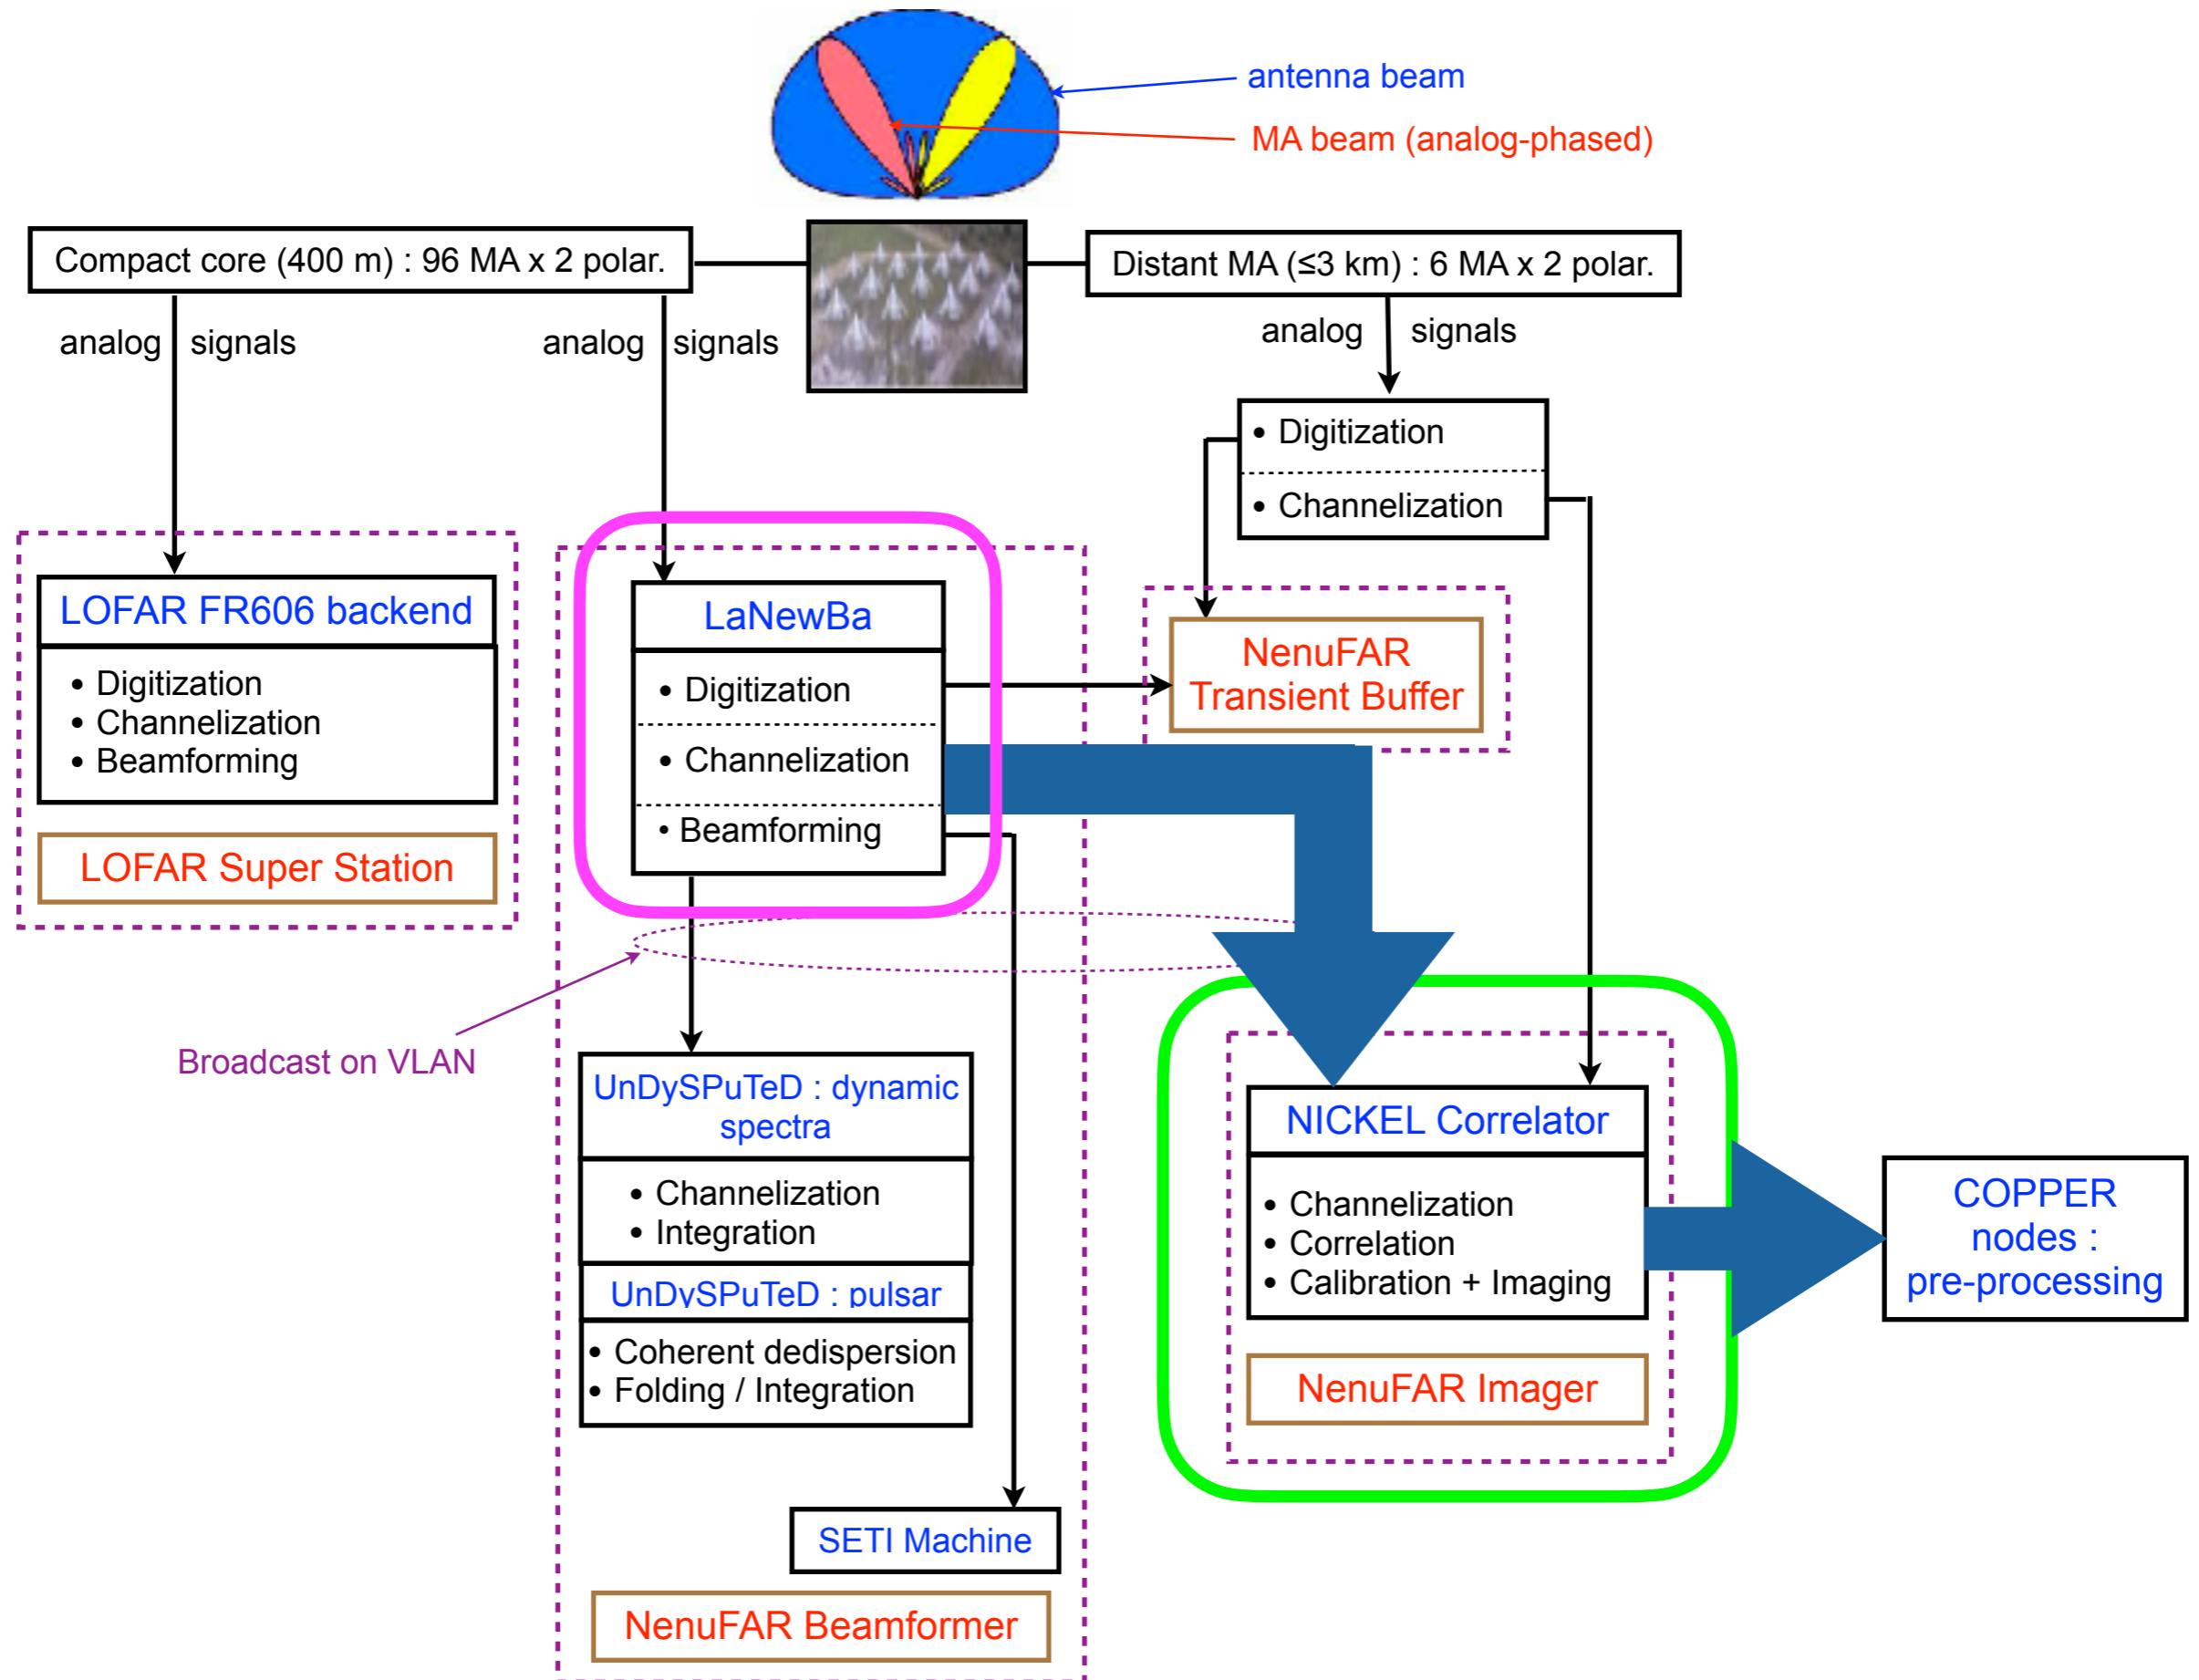 antenna beam
MA beam (analog-phased)
Compact core (400 m) : 96 MA x 2 polar.
Distant MA (≤3 km) : 6 MA x 2 polar.
analog signals
analog signals
analog signals
• Digitization
• Channelization
LOFAR FR606 backend
• Digitization
• Channelization
• Beamforming
LOFAR Super Station
LaNewBa
• Digitization
• Channelization
• Beamforming
NenuFAR
Transient Buffer
Broadcast on VLAN
UnDySPuTeD : dynamic
spectra
• Channelization
• Integration
UnDySPuTeD : pulsar
• Coherent dedispersion
• Folding / Integration
SETI Machine
NenuFAR Beamformer
NICKEL Correlator
• Channelization
• Correlation
• Calibration + Imaging
NenuFAR Imager
COPPER
nodes :
pre-processing